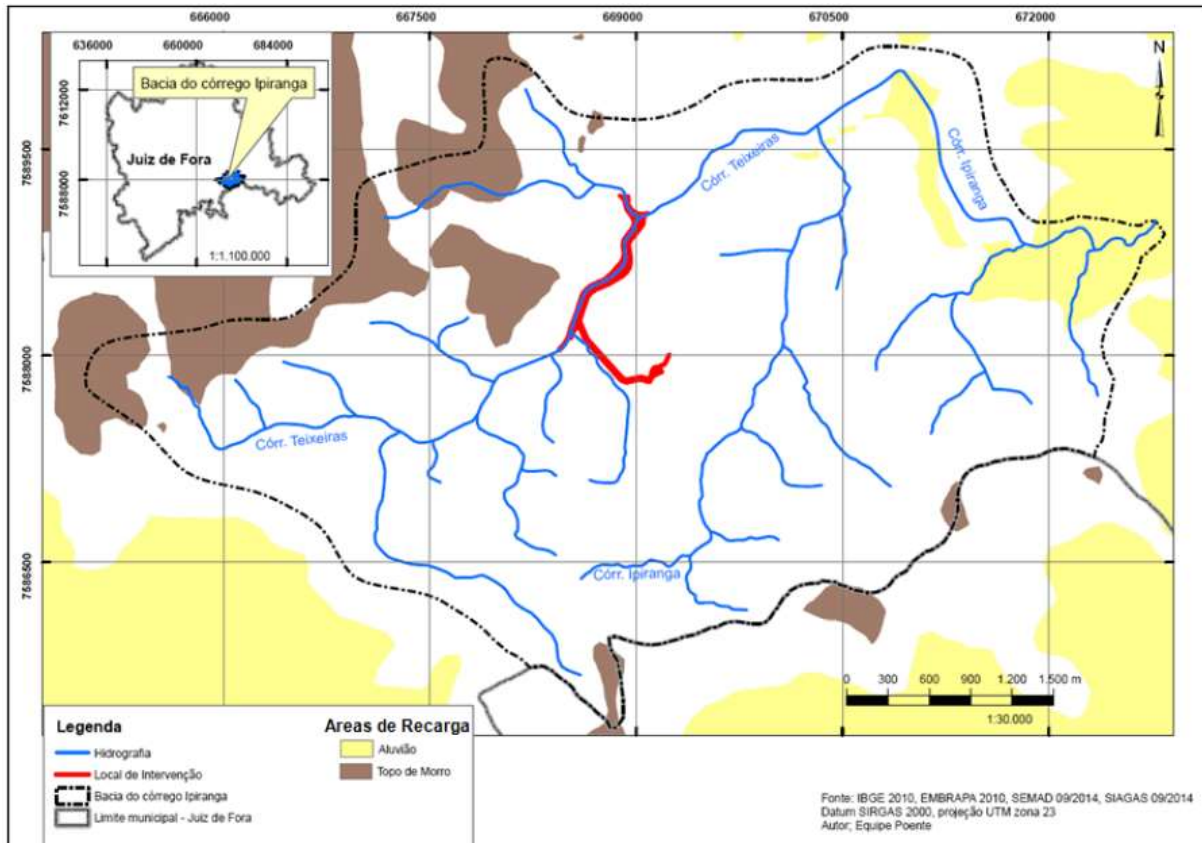 666000 667500 669000 670500 672000
636000 660000 684000
N
Bacia do córrego Ipiranga
7612000
Juiz de Fora
7588000
1:1.100.000
7689500
7688000
7686500
Córr. Teixeiras
Córr. Ipiranga
Córr. Teixeiras
Córr. Ipiranga
0 300 600 900 1.200 1.500 m
1:30.000
Legenda
Hidrografia
Local de Intervenção
Bacia do córrego Ipiranga
Limite municipal - Juiz de Fora
Areas de Recarga
Aluvião
Topo de Morro
Fonte: IBGE 2010, EMBRAPA 2010, SEMAD 09/2014, SIAGAS 09/2014
Datum SIRGAS 2000, projeção UTM zona 23
Autor; Equipe Poente